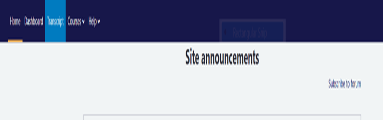 Home Dashboard Transcript Courses Help
Site announcements
Subscribe to forum